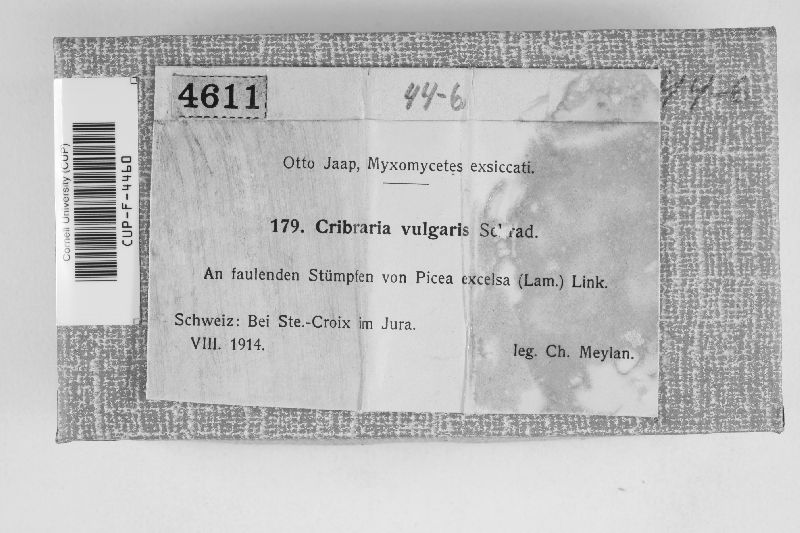 4611
44-6
44-6
Otto Jaap, Myxomycetes exsiccati.
179. Cribraria vulgaris Schrad.
An faulenden Stümpfen von Picea excelsa (Lam.) Link.
Schweiz: Bei Ste.-Croix im Jura.
VIII. 1914.
leg. Ch. Meylan.
Cornell University (CUP)
CUP-F-4460